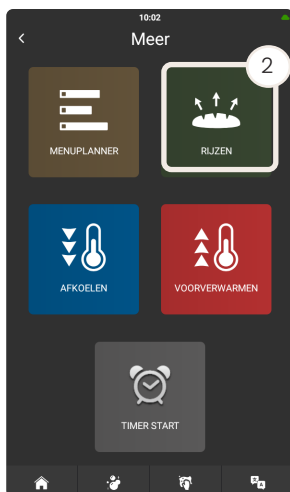 10:02
Meer
2
MENUPLANNER
RIJZEN
AFKOELEN
VOORVERWARMEN
TIMER START